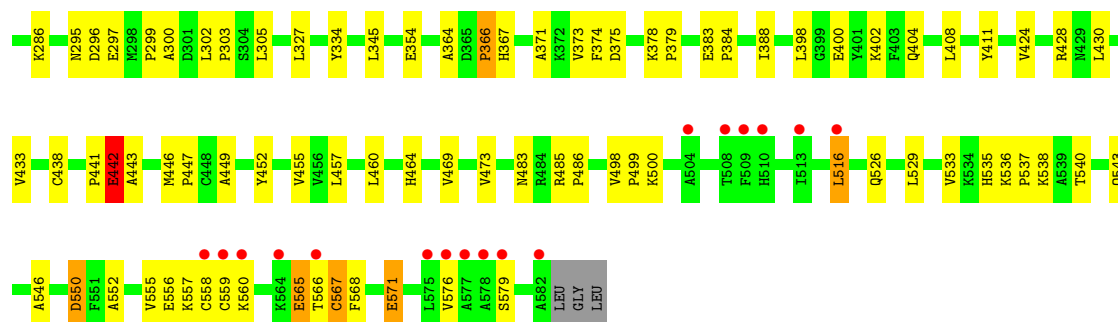 K286 N295 D296 E297 M298 P299 A300 D301 L302 P303 S304 L305 L327 Y334 L345 E354 A364 D365 P366 H367 A371 K372 V373 F374 D375 K378 P379 E383 P384 I388 L398 G399 E400 Y401 K402 F403 Q404 L408 Y411 V424 R428 N429 L430
V433 C438 P441 E442 A443 M446 P447 C448 A449 Y452 V455 V456 L457 L460 H464 V469 V473 N483 R484 R485 P486 V498 P499 K500 A504 T508 F509 H510 I513 L516 Q526 L529 V533 K534 H535 K536 P537 K538 A539 T540
A546 D550 F551 A552 V555 E556 K557 C558 C559 K560 K564 E565 T566 C567 F568 E571 L575 V576 A577 A578 S579 A582 LEU GLY LEU